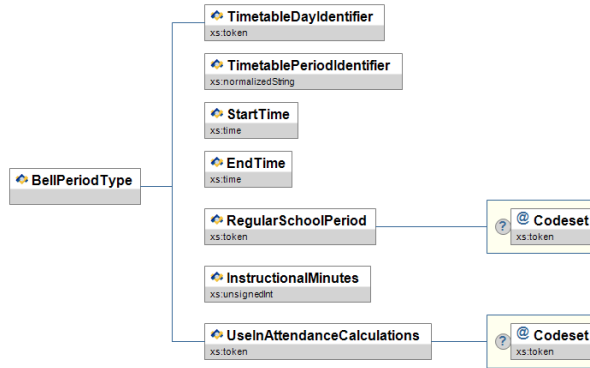 TimetableDayIdentifier
xs:token
TimetablePeriodIdentifier
xs:normalizedString
StartTime
xs:time
EndTime
xs:time
BellPeriodType
RegularSchoolPeriod
xs:token
? @ Codeset
xs:token
InstructionalMinutes
xs:unsignedInt
UseInAttendanceCalculations
xs:token
? @ Codeset
xs:token